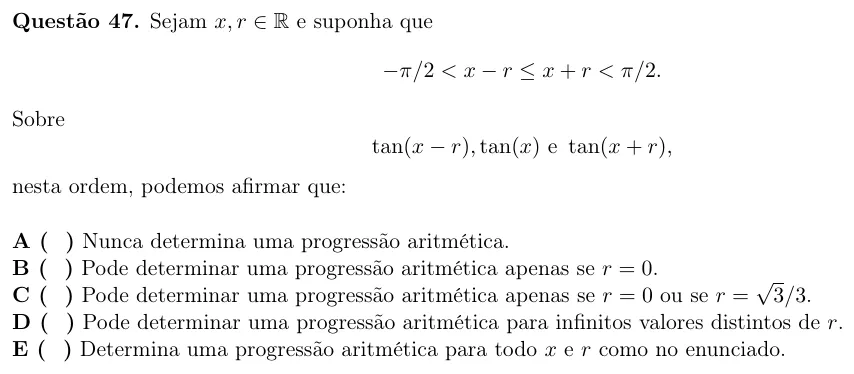 Questão 47. Sejam x, r ∈ ℝ e suponha que
−π/2 < x − r ≤ x + r < π/2.
Sobre
tan(x − r), tan(x) e tan(x + r),
nesta ordem, podemos afirmar que:
A ( ) Nunca determina uma progressão aritmética.
B ( ) Pode determinar uma progressão aritmética apenas se r = 0.
C ( ) Pode determinar uma progressão aritmética apenas se r = 0 ou se r = √3/3.
D ( ) Pode determinar uma progressão aritmética para infinitos valores distintos de r.
E ( ) Determina uma progressão aritmética para todo x e r como no enunciado.